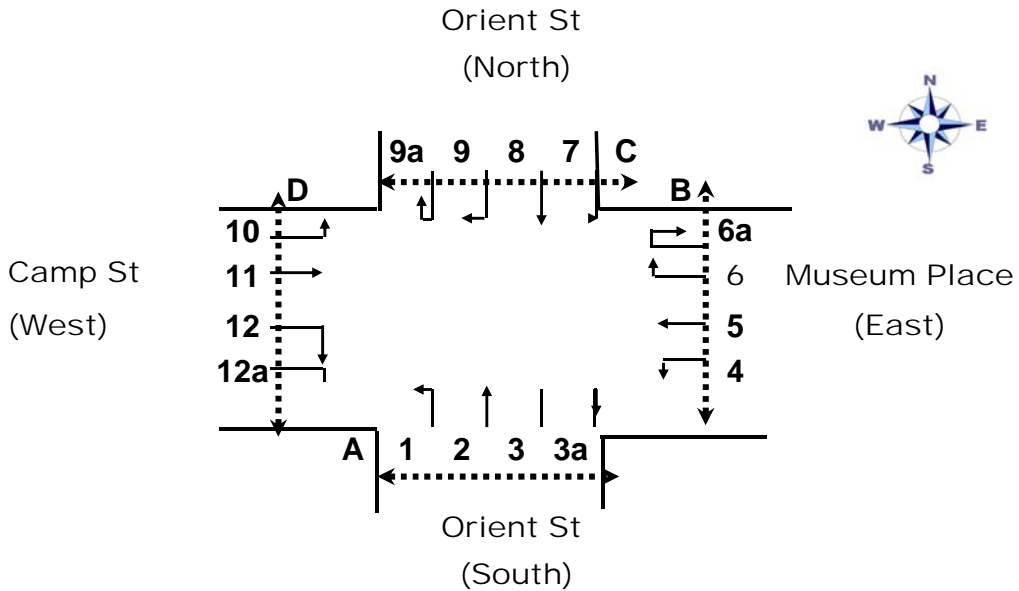 Orient St
(North)
N
W E
S
9a 9 8 7 C
D B
10 6a
Camp St 11 6 Museum Place
(West) 12 5 (East)
12a 4
A 1 2 3 3a
Orient St
(South)